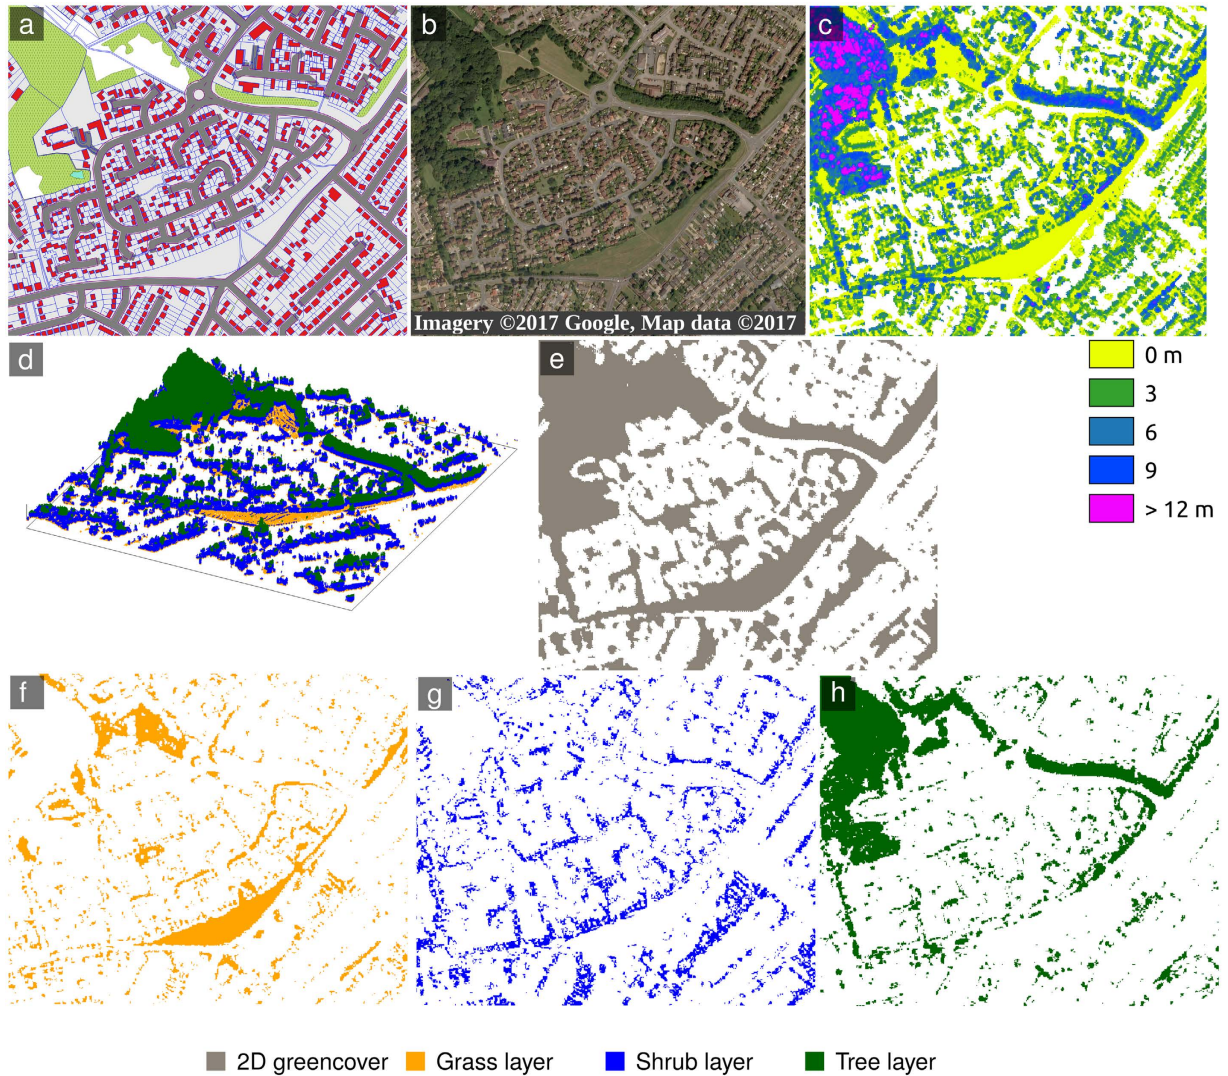 a
b
c
Imagery ©2017 Google, Map data ©2017
d
e
0 m
3
6
9
> 12 m
f
g
h
2D greencover
Grass layer
Shrub layer
Tree layer